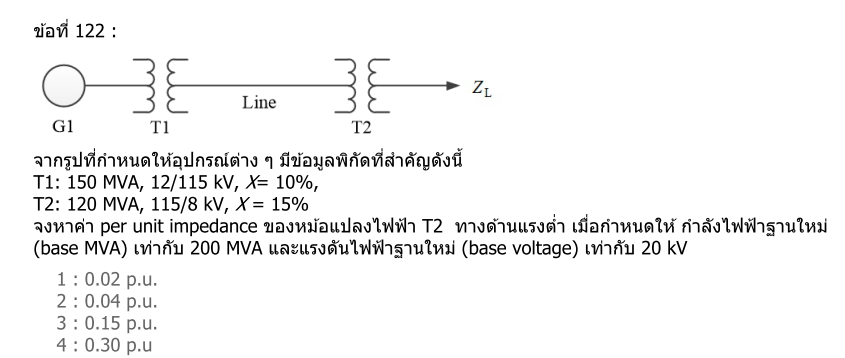 ข้อที่ 122 :
Z_L
Line
G1 T1 T2
จากรูปที่กำหนดให้อุปกรณ์ต่าง ๆ มีข้อมูลพิกัดที่สำคัญดังนี้
T1: 150 MVA, 12/115 kV, X= 10%,
T2: 120 MVA, 115/8 kV, X = 15%
จงหาค่า per unit impedance ของหม้อแปลงไฟฟ้า T2 ทางด้านแรงต่ำ เมื่อกำหนดให้ กำลังไฟฟ้าฐานใหม่
(base MVA) เท่ากับ 200 MVA และแรงดันไฟฟ้าฐานใหม่ (base voltage) เท่ากับ 20 kV
1 : 0.02 p.u.
2 : 0.04 p.u.
3 : 0.15 p.u.
4 : 0.30 p.u